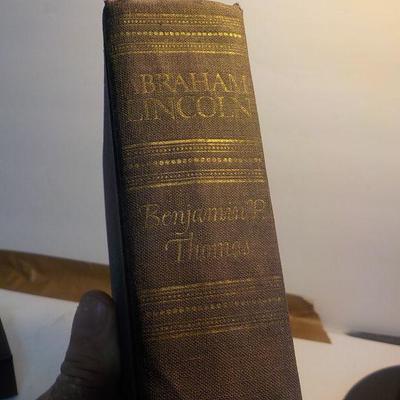 ABRAHAM
LINCOLN
Benjamin P.
Thomas